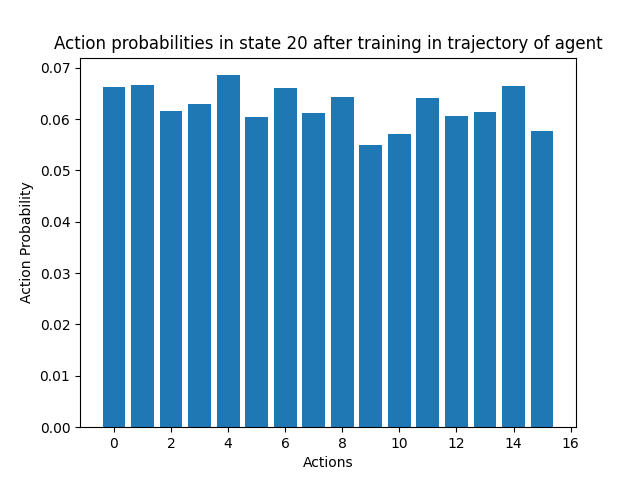 Action probabilities in state 20 after training in trajectory of agent
0.07
0.06
0.05
0.04
0.03
0.02
0.01
0.00
Action Probability
0 2 4 6 8 10 12 14 16
Actions